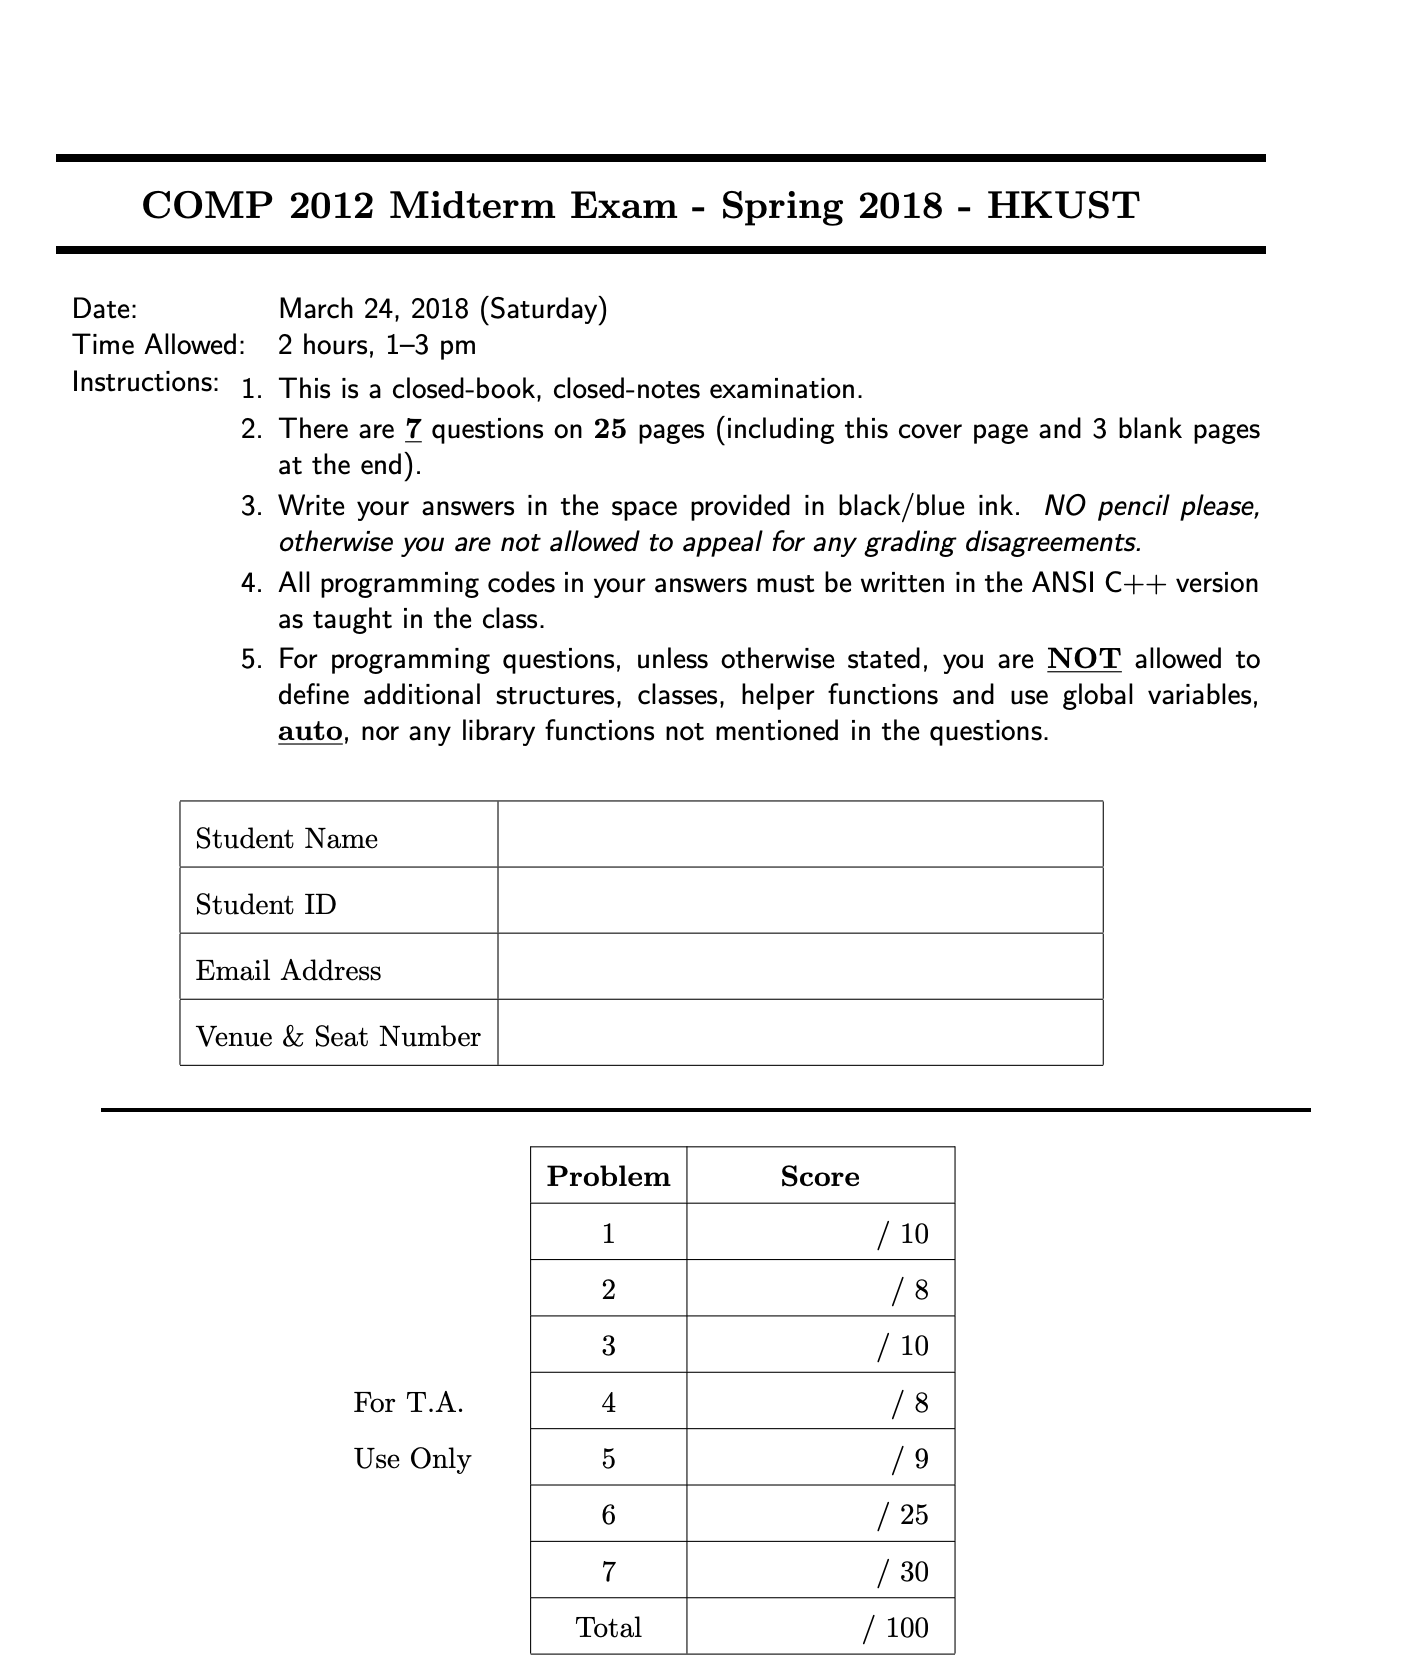 COMP 2012 Midterm Exam - Spring 2018 - HKUST
Date: March 24, 2018 (Saturday)
Time Allowed: 2 hours, 1–3 pm
Instructions: 1. This is a closed-book, closed-notes examination.
2. There are 7 questions on 25 pages (including this cover page and 3 blank pages
at the end).
3. Write your answers in the space provided in black/blue ink. NO pencil please,
otherwise you are not allowed to appeal for any grading disagreements.
4. All programming codes in your answers must be written in the ANSI C++ version
as taught in the class.
5. For programming questions, unless otherwise stated, you are NOT allowed to
define additional structures, classes, helper functions and use global variables,
auto, nor any library functions not mentioned in the questions.
Student Name
Student ID
Email Address
Venue & Seat Number
Problem Score
1 / 10
2 / 8
3 / 10
For T.A. 4 / 8
Use Only 5 / 9
6 / 25
7 / 30
Total / 100